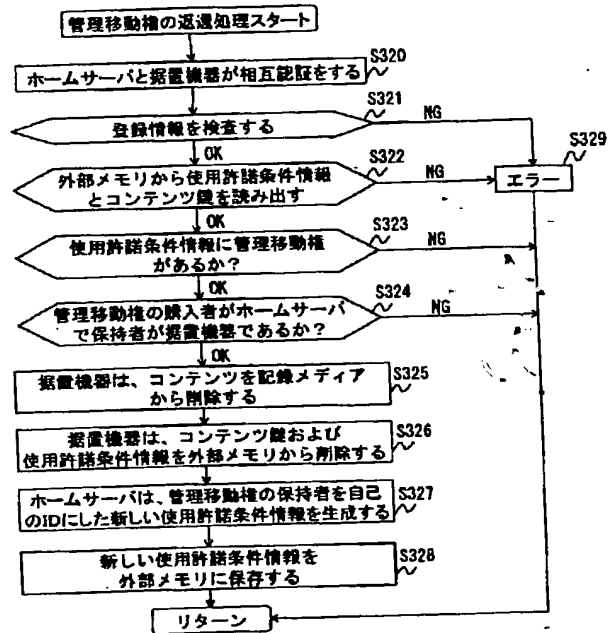 管理移動権の返還処理スタート
S320
ホームサーバと据置機器が相互認証をする
S321
登録情報を検査する
NG
OK
S322
S329
外部メモリから使用許諾条件情報
とコンテンツ鍵を読み出す
NG
エラー
OK
S323
使用許諾条件情報に管理移動権
があるか?
NG
OK
S324
管理移動権の購入者がホームサーバ
で保持者が据置機器であるか?
NG
OK
S325
据置機器は、コンテンツを記録メディア
から削除する
S326
据置機器は、コンテンツ鍵および
使用許諾条件情報を外部メモリから削除する
S327
ホームサーバは、管理移動権の保持者を自己
のIDにした新しい使用許諾条件情報を生成する
S328
新しい使用許諾条件情報を
外部メモリに保存する
リターン